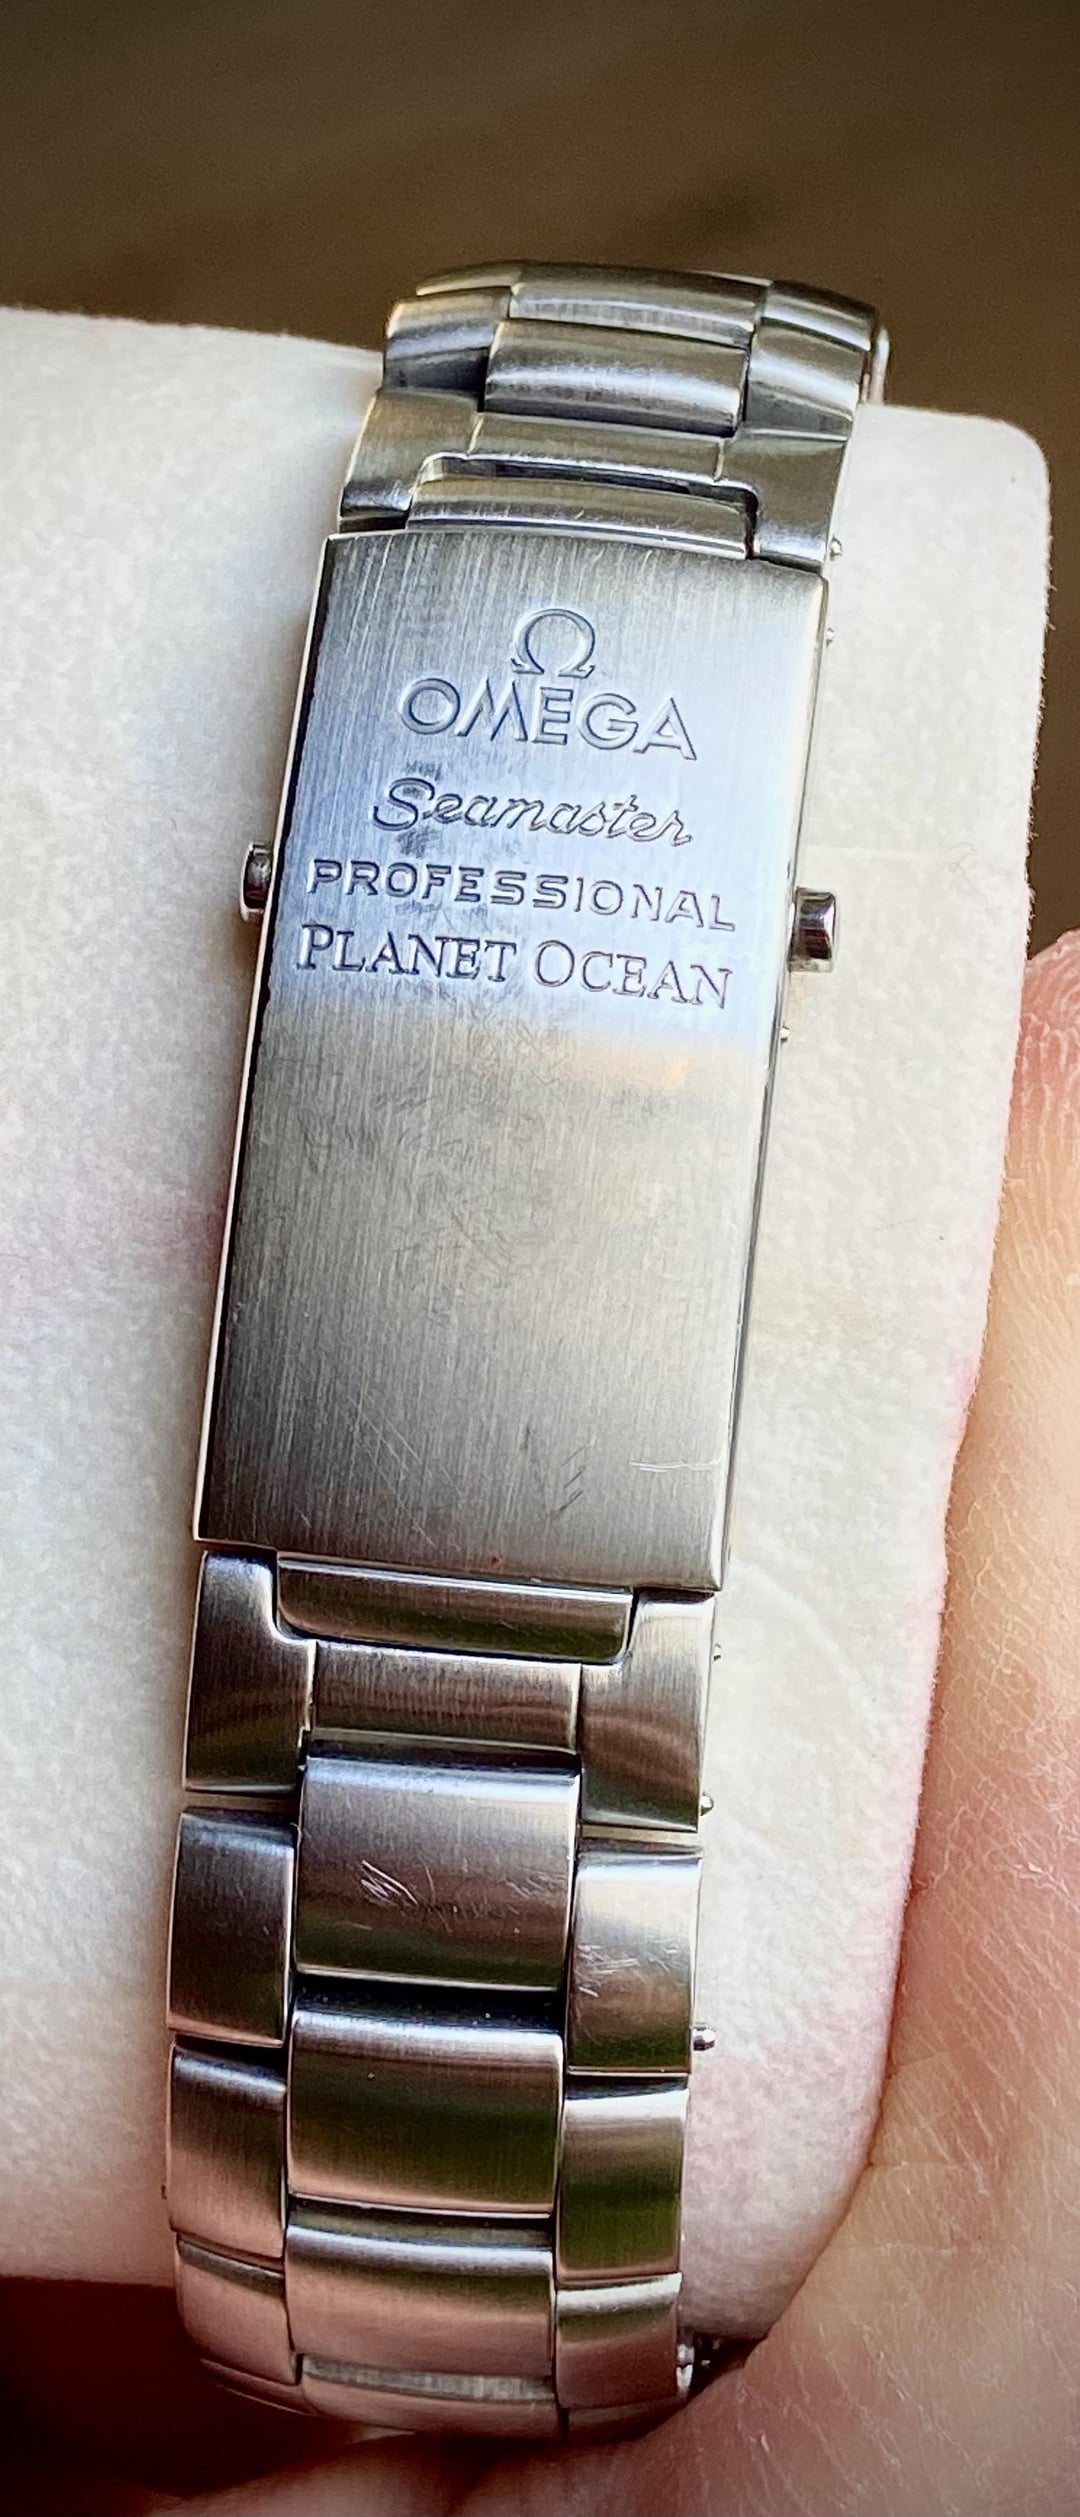 Ω
OMEGA
Seamaster
PROFESSIONAL
PLANET OCEAN